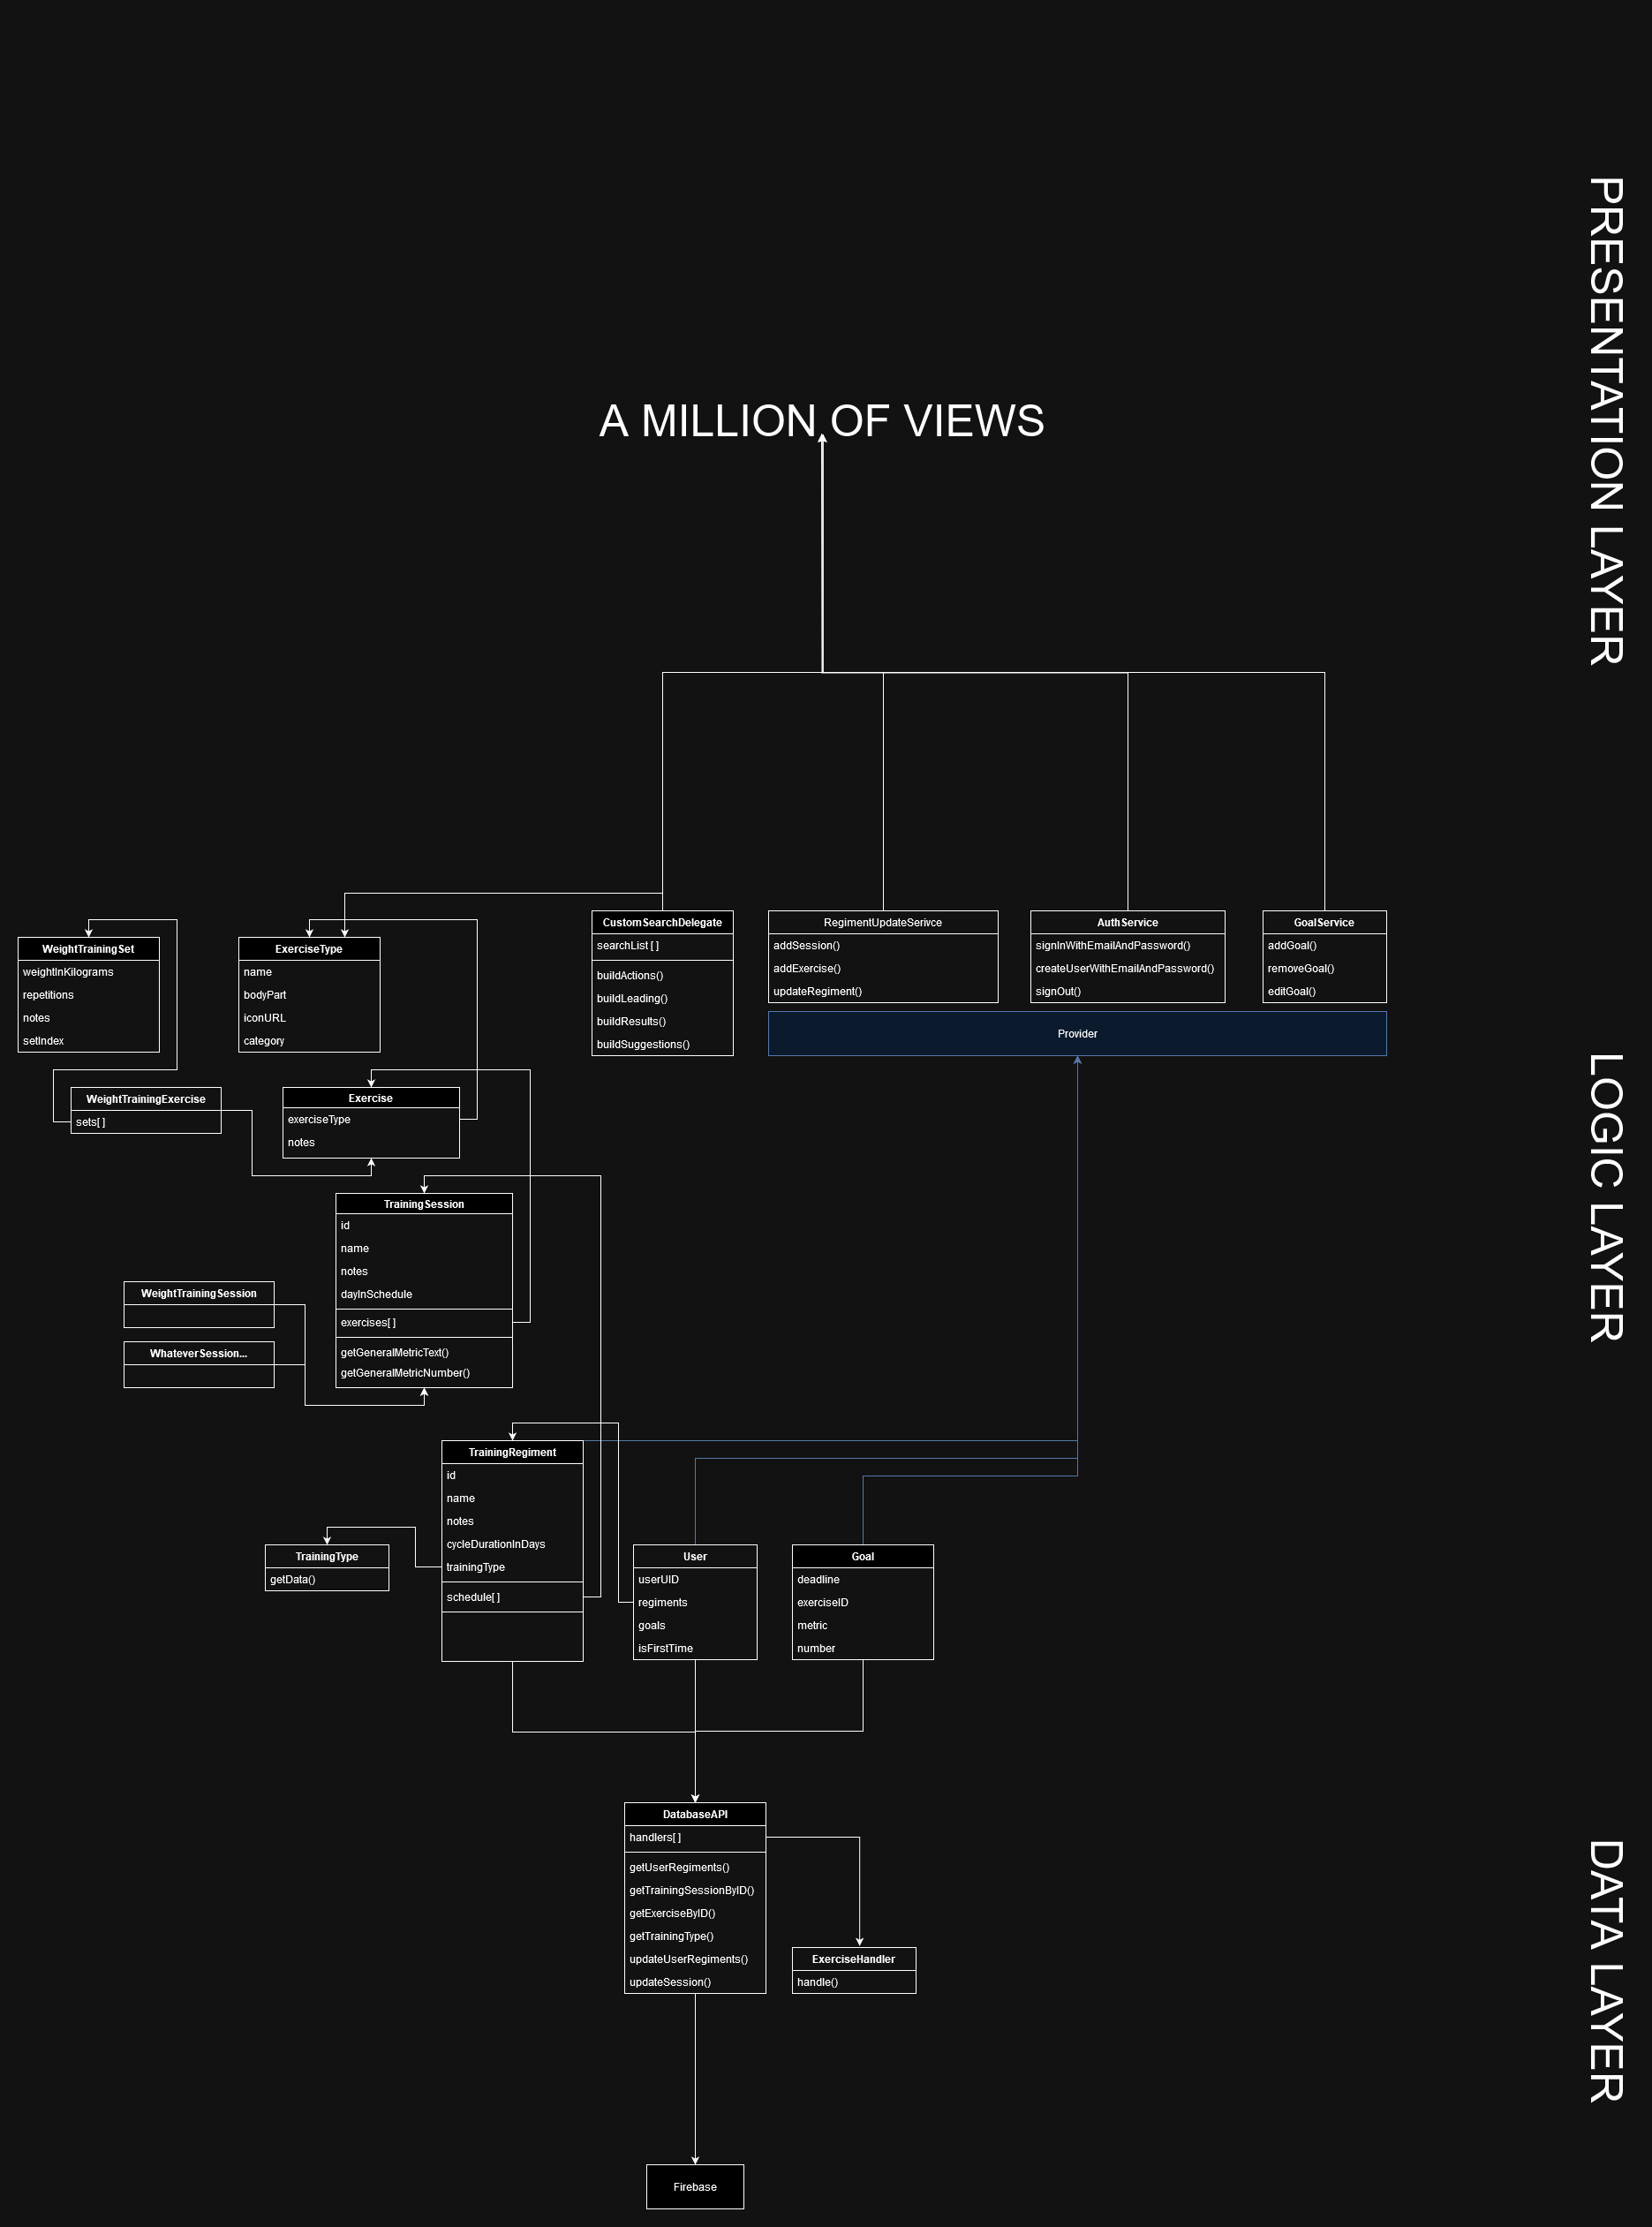 PRESENTATION LAYER
A MILLION OF VIEWS
CustomSearchDelegate
searchList [ ]
buildActions()
buildLeading()
buildResults()
buildSuggestions()
RegimentUpdateSerivce
addSession()
addExercise()
updateRegiment()
AuthService
signInWithEmailAndPassword()
createUserWithEmailAndPassword()
signOut()
GoalService
addGoal()
removeGoal()
editGoal()
Provider
LOGIC LAYER
WeightTrainingSet
weightInKilograms
repetitions
notes
setIndex
ExerciseType
name
bodyPart
iconURL
category
WeightTrainingExercise
sets[ ]
Exercise
exerciseType
notes
TrainingSession
id
name
notes
dayInSchedule
exercises[ ]
getGeneralMetricText()
getGeneralMetricNumber()
WeightTrainingSession
WhateverSession...
TrainingRegiment
id
name
notes
cycleDurationInDays
trainingType
schedule[ ]
TrainingType
getData()
User
userUID
regiments
goals
isFirstTime
Goal
deadline
exerciseID
metric
number
DATA LAYER
DatabaseAPI
handlers[ ]
getUserRegiments()
getTrainingSessionByID()
getExerciseByID()
getTrainingType()
updateUserRegiments()
updateSession()
ExerciseHandler
handle()
Firebase